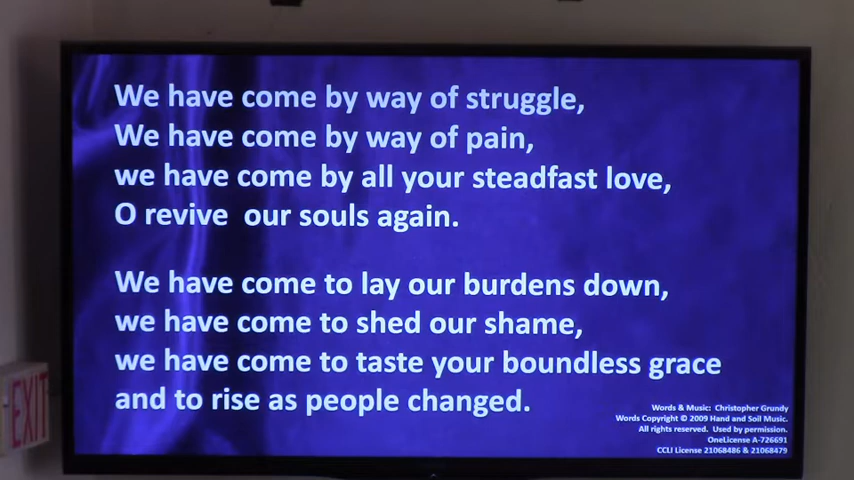 We have come by way of struggle,
We have come by way of pain,
we have come by all your steadfast love,
O revive  our souls again.
We have come to lay our burdens down,
we have come to shed our shame,
we have come to taste your boundless grace
and to rise as people changed.
Words & Music:  Christopher Grundy
Words Copyright © 2009 Hand and Soil Music.
All rights reserved.  Used by permission.
OneLicense A-726691
CCLI License 21068486 & 21068479
EXIT